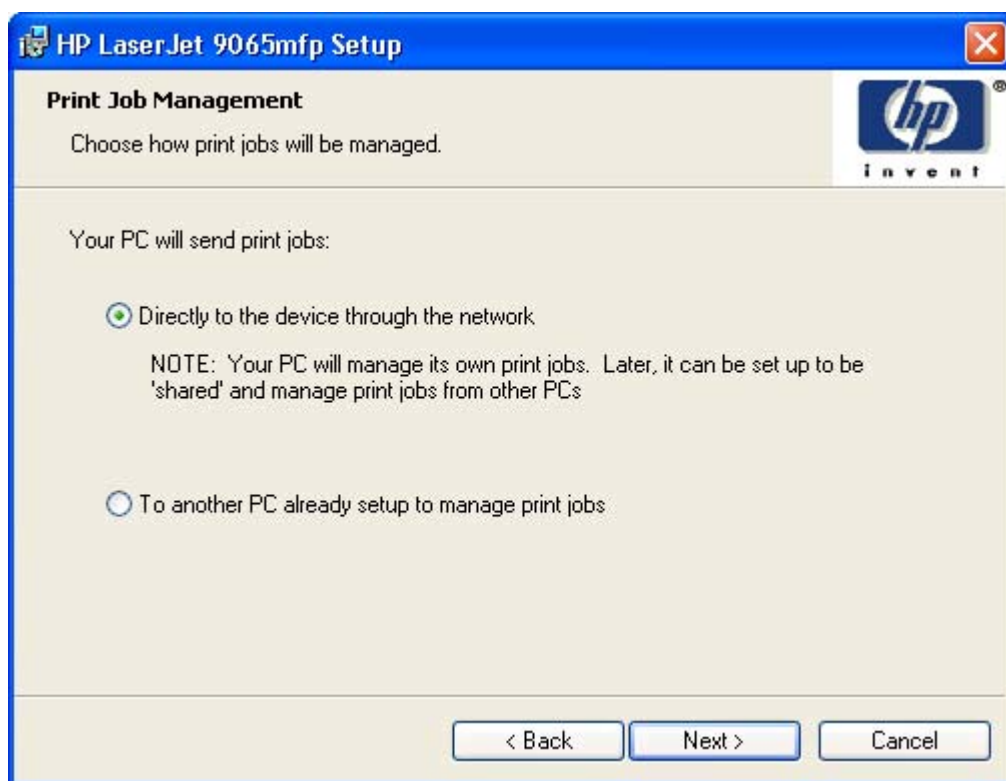 HP LaserJet 9065mfp Setup
Print Job Management
Choose how print jobs will be managed.
hp ®
invent
Your PC will send print jobs:
Directly to the device through the network
NOTE:  Your PC will manage its own print jobs.  Later, it can be set up to be
'shared' and manage print jobs from other PCs
To another PC already setup to manage print jobs
< Back
Next >
Cancel